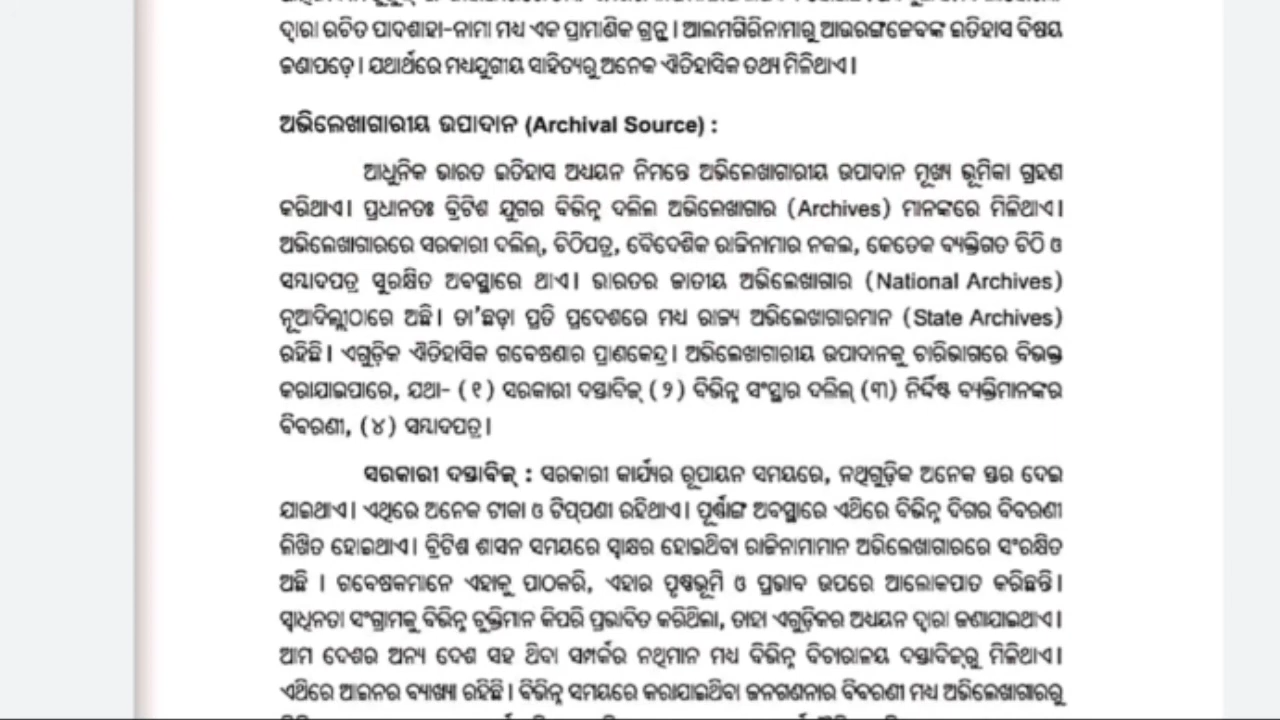 ଦ୍ୱାରା ରଚିତ ପାଦଶାହା-ନାମା ମଧ୍ୟ ଏକ ପ୍ରାମାଣିକ ଗ୍ରନ୍ଥ। ଆଲମଗିରିନାମାରୁ ଆଉରଙ୍ଗଜେବଙ୍କ ଇତିହାସ ବିଷୟ
ଜଣାପଡ଼େ। ଯଥାର୍ଥରେ ମଧ୍ୟଯୁଗୀୟ ସାହିତ୍ୟରୁ ଅନେକ ଐତିହାସିକ ତଥ୍ୟ ମିଳିଥାଏ।
ଅଭିଲେଖାଗାରୀୟ ଉପାଦାନ (Archival Source) :
ଆଧୁନିକ ଭାରତ ଇତିହାସ ଅଧ୍ୟୟନ ନିମନ୍ତେ ଅଭିଲେଖାଗାରୀୟ ଉପାଦାନ ମୂଖ୍ୟ ଭୂମିକା ଗ୍ରହଣ
କରିଥାଏ। ପ୍ରଧାନତଃ ବ୍ରିଟିଶ ଯୁଗର ବିଭିନ୍ନ ଦଲିଲ ଅଭିଲେଖାଗାର (Archives) ମାନଙ୍କରେ ମିଳିଥାଏ।
ଅଭିଲେଖାଗାରରେ ସରକାରୀ ଦଲିଲ୍, ଚିଠିପତ୍ର, ବୈଦେଶିକ ରାଜିନାମାର ନକଲ, କେତେକ ବ୍ୟକ୍ତିଗତ ଚିଠି ଓ
ସମ୍ବାଦପତ୍ର ସୁରକ୍ଷିତ ଅବସ୍ଥାରେ ଥାଏ। ଭାରତର ଜାତୀୟ ଅଭିଲେଖାଗାର (National Archives)
ନୂଆଦିଲ୍ଲୀଠାରେ ଅଛି। ତା'ଛଡ଼ା ପ୍ରତି ପ୍ରଦେଶରେ ମଧ୍ୟ ରାଜ୍ୟ ଅଭିଲେଖାଗାରମାନ (State Archives)
ରହିଛି। ଏଗୁଡ଼ିକ ଐତିହାସିକ ଗବେଷଣାର ପ୍ରାଣକେନ୍ଦ୍ର। ଅଭିଲେଖାଗାରୀୟ ଉପାଦାନକୁ ଚାରିଭାଗରେ ବିଭକ୍ତ
କରାଯାଇପାରେ, ଯଥା- (୧) ସରକାରୀ ଦସ୍ତାବିଜ୍ (୨) ବିଭିନ୍ନ ସଂସ୍ଥାର ଦଲିଲ୍ (୩) ନିର୍ଦ୍ଦିଷ୍ଟ ବ୍ୟକ୍ତିମାନଙ୍କର
ବିବରଣୀ, (୪) ସମ୍ବାଦପତ୍ର।
ସରକାରୀ ଦସ୍ତାବିଜ୍ : ସରକାରୀ କାର୍ଯ୍ୟର ରୂପାୟନ ସମୟରେ, ନଥିଗୁଡ଼ିକ ଅନେକ ସ୍ତର ଦେଇ
ଯାଇଥାଏ। ଏଥିରେ ଅନେକ ଟୀକା ଓ ଟିପ୍‌ପଣୀ ରହିଥାଏ। ପୂର୍ଣ୍ଣାଙ୍ଗ ଅବସ୍ଥାରେ ଏଥିରେ ବିଭିନ୍ନ ଦିଗର ବିବରଣୀ
ଲିଖିତ ହୋଇଥାଏ। ବ୍ରିଟିଶ ଶାସନ ସମୟରେ ସ୍ୱାକ୍ଷର ହୋଇଥିବା ରାଜିନାମାମାନ ଅଭିଲେଖାଗାରରେ ସଂରକ୍ଷିତ
ଅଛି । ଗବେଷକମାନେ ଏହାକୁ ପାଠକରି, ଏହାର ପୃଷ୍ଠଭୂମି ଓ ପ୍ରଭାବ ଉପରେ ଆଲୋକପାତ କରିଛନ୍ତି।
ସ୍ୱାଧିନତା ସଂଗ୍ରାମକୁ ବିଭିନ୍ନ ଚୁକ୍ତିମାନ କିପରି ପ୍ରଭାବିତ କରିଥିଲା, ତାହା ଏଗୁଡ଼ିକର ଅଧ୍ୟୟନ ଦ୍ୱାରା ଜଣାଯାଇଥାଏ।
ଆମ ଦେଶର ଅନ୍ୟ ଦେଶ ସହ ଥିବା ସମ୍ପର୍କର ନଥିମାନ ମଧ୍ୟ ବିଭିନ୍ନ ବିଚାରାଳୟ ଦସ୍ତାବିଜ୍‌ରୁ ମିଳିଥାଏ।
ଏଥିରେ ଆଇନର ବ୍ୟାଖ୍ୟା ରହିଛି। ବିଭିନ୍ନ ସମୟରେ କରାଯାଇଥିବା ଜନଗଣନାର ବିବରଣୀ ମଧ୍ୟ ଅଭିଲେଖାଗାରରୁ